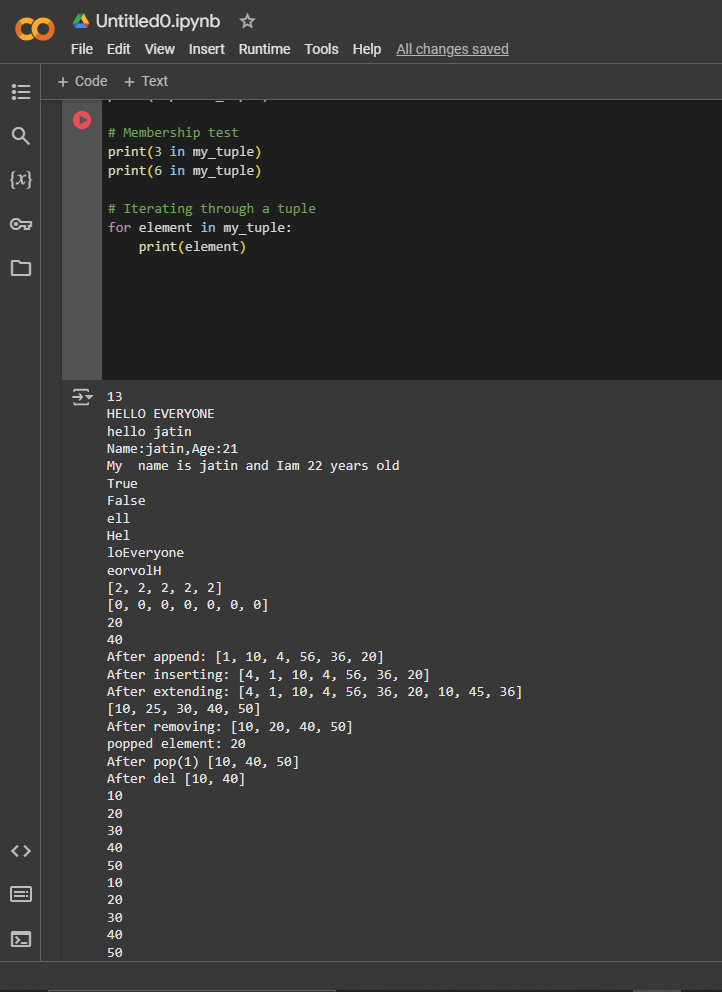 Untitled0.ipynb
File Edit View Insert Runtime Tools Help All changes saved
+ Code + Text
# Membership test
print(3 in my_tuple)
print(6 in my_tuple)
# Iterating through a tuple
for element in my_tuple:
    print(element)
{x}
13
HELLO EVERYONE
hello jatin
Name:jatin,Age:21
My  name is jatin and Iam 22 years old
True
False
ell
Hel
loEveryone
eorvolH
[2, 2, 2, 2, 2]
[0, 0, 0, 0, 0, 0, 0]
20
40
After append: [1, 10, 4, 56, 36, 20]
After inserting: [4, 1, 10, 4, 56, 36, 20]
After extending: [4, 1, 10, 4, 56, 36, 20, 10, 45, 36]
[10, 25, 30, 40, 50]
After removing: [10, 20, 40, 50]
popped element: 20
After pop(1) [10, 40, 50]
After del [10, 40]
10
20
30
40
50
10
20
30
40
50